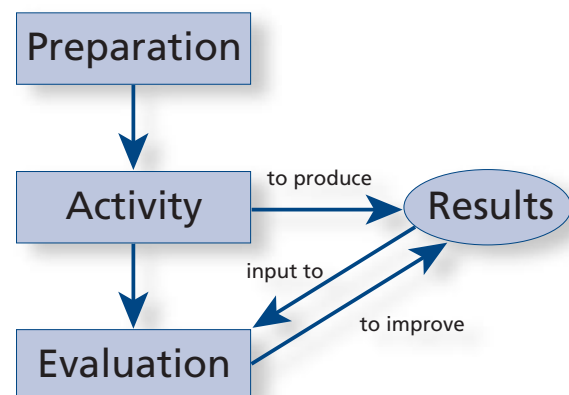 Preparation
to produce
Activity
Results
input to
to improve
Evaluation